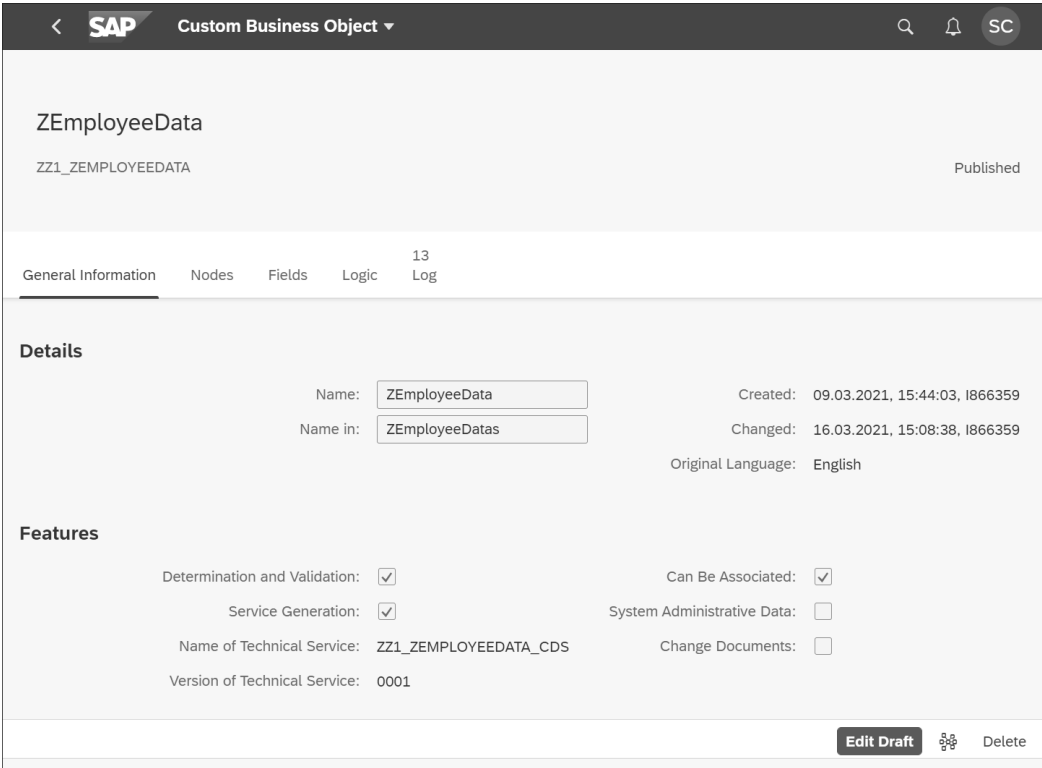 SAP Custom Business Object SC
ZEmployeeData
ZZ1_ZEMPLOYEEDATA Published
13
General Information Nodes Fields Logic Log
Details
Name: ZEmployeeData Created: 09.03.2021, 15:44:03, I866359
Name in: ZEmployeeDatas Changed: 16.03.2021, 15:08:38, I866359
Original Language: English
Features
Determination and Validation: Can Be Associated:
Service Generation: System Administrative Data:
Name of Technical Service: ZZ1_ZEMPLOYEEDATA_CDS Change Documents:
Version of Technical Service: 0001
Edit Draft Delete